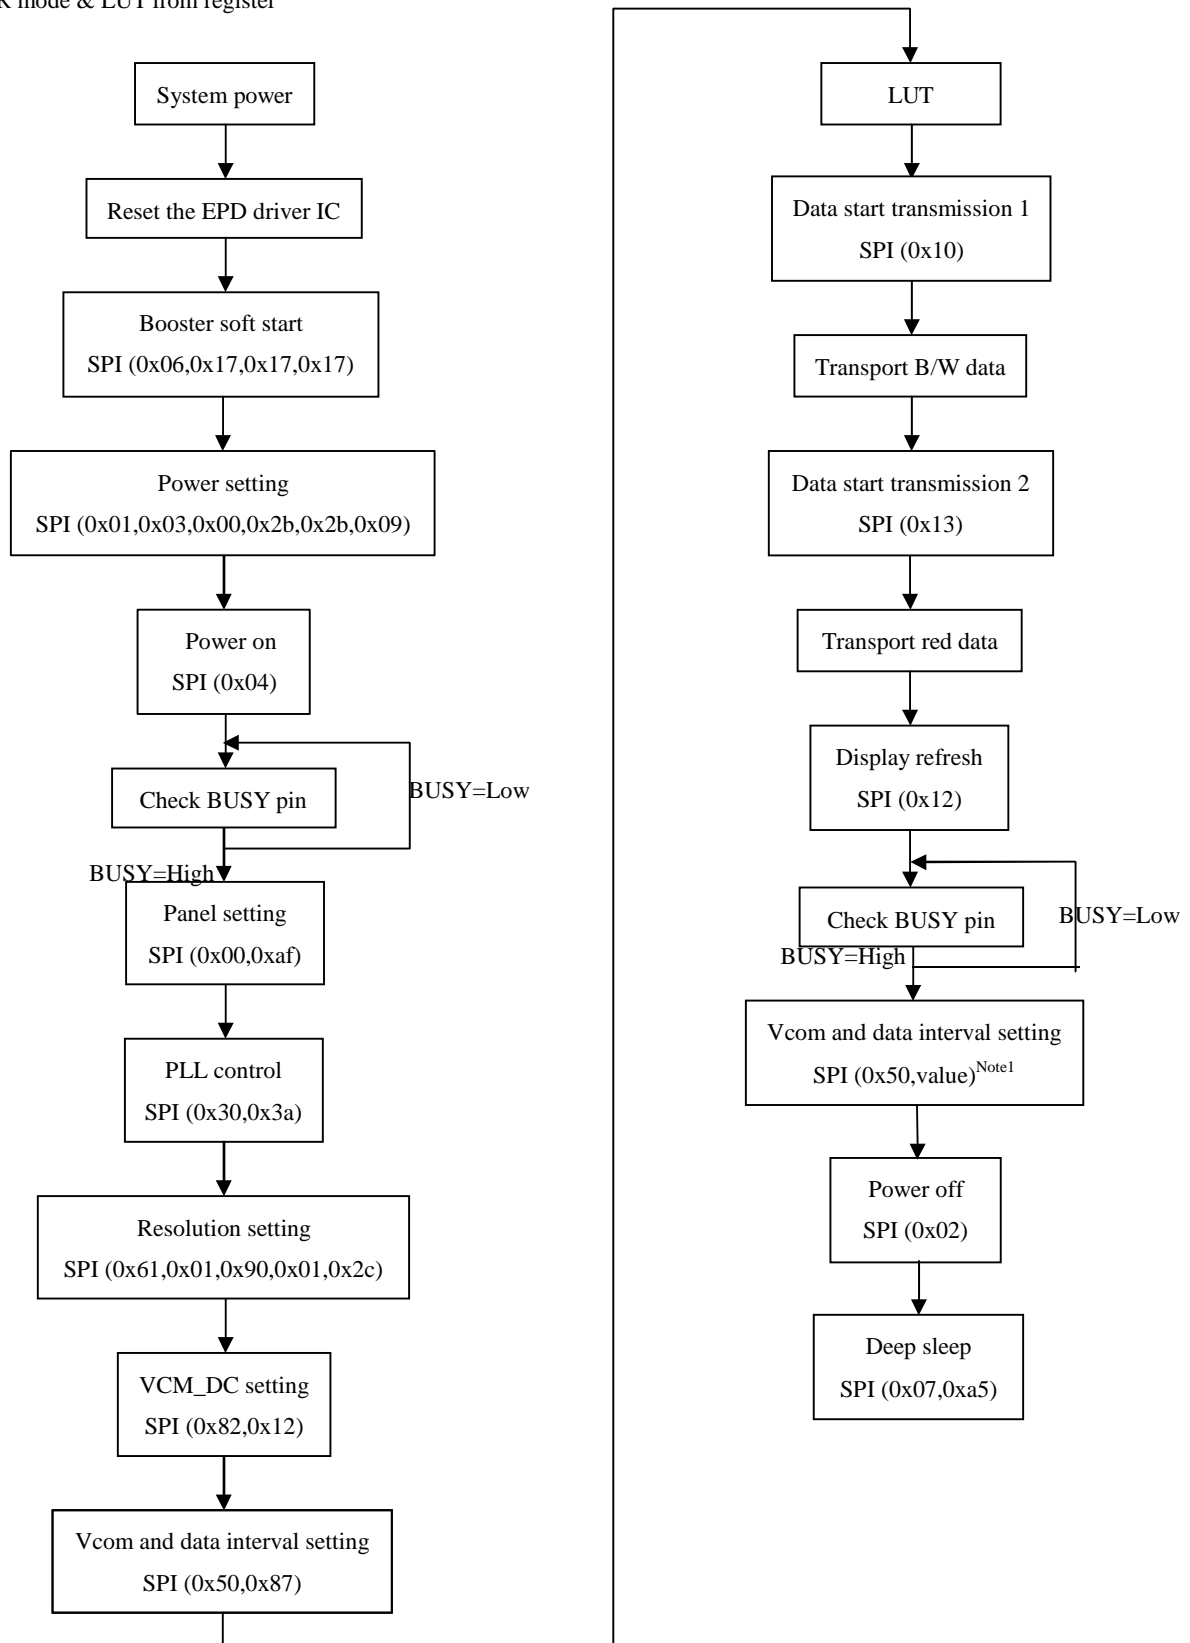 mode & LUT from register
System power
Reset the EPD driver IC
Booster soft start
SPI (0x06,0x17,0x17,0x17)
Power setting
SPI (0x01,0x03,0x00,0x2b,0x2b,0x09)
Power on
SPI (0x04)
Check BUSY pin
BUSY=Low
BUSY=High
Panel setting
SPI (0x00,0xaf)
PLL control
SPI (0x30,0x3a)
Resolution setting
SPI (0x61,0x01,0x90,0x01,0x2c)
VCM_DC setting
SPI (0x82,0x12)
Vcom and data interval setting
SPI (0x50,0x87)
LUT
Data start transmission 1
SPI (0x10)
Transport B/W data
Data start transmission 2
SPI (0x13)
Transport red data
Display refresh
SPI (0x12)
Check BUSY pin
BUSY=Low
BUSY=High
Vcom and data interval setting
SPI (0x50,value)Note1
Power off
SPI (0x02)
Deep sleep
SPI (0x07,0xa5)